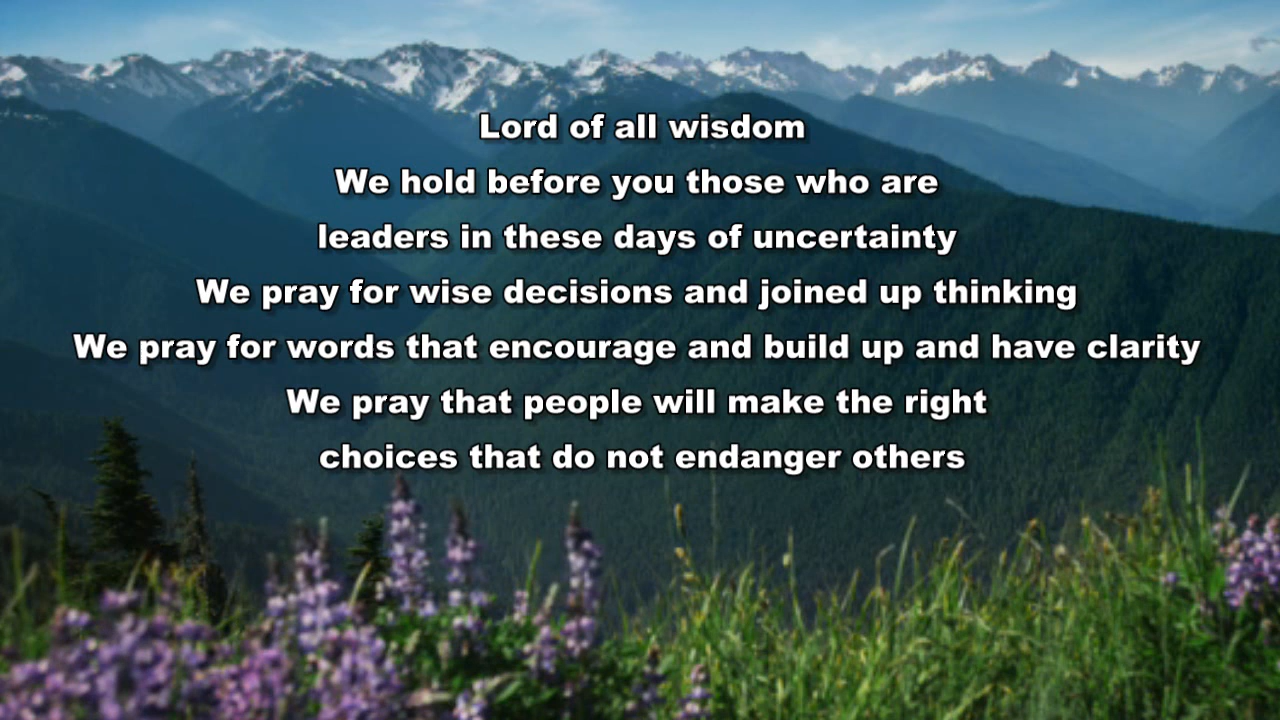 Lord of all wisdom
We hold before you those who are
leaders in these days of uncertainty
We pray for wise decisions and joined up thinking
We pray for words that encourage and build up and have clarity
We pray that people will make the right
choices that do not endanger others